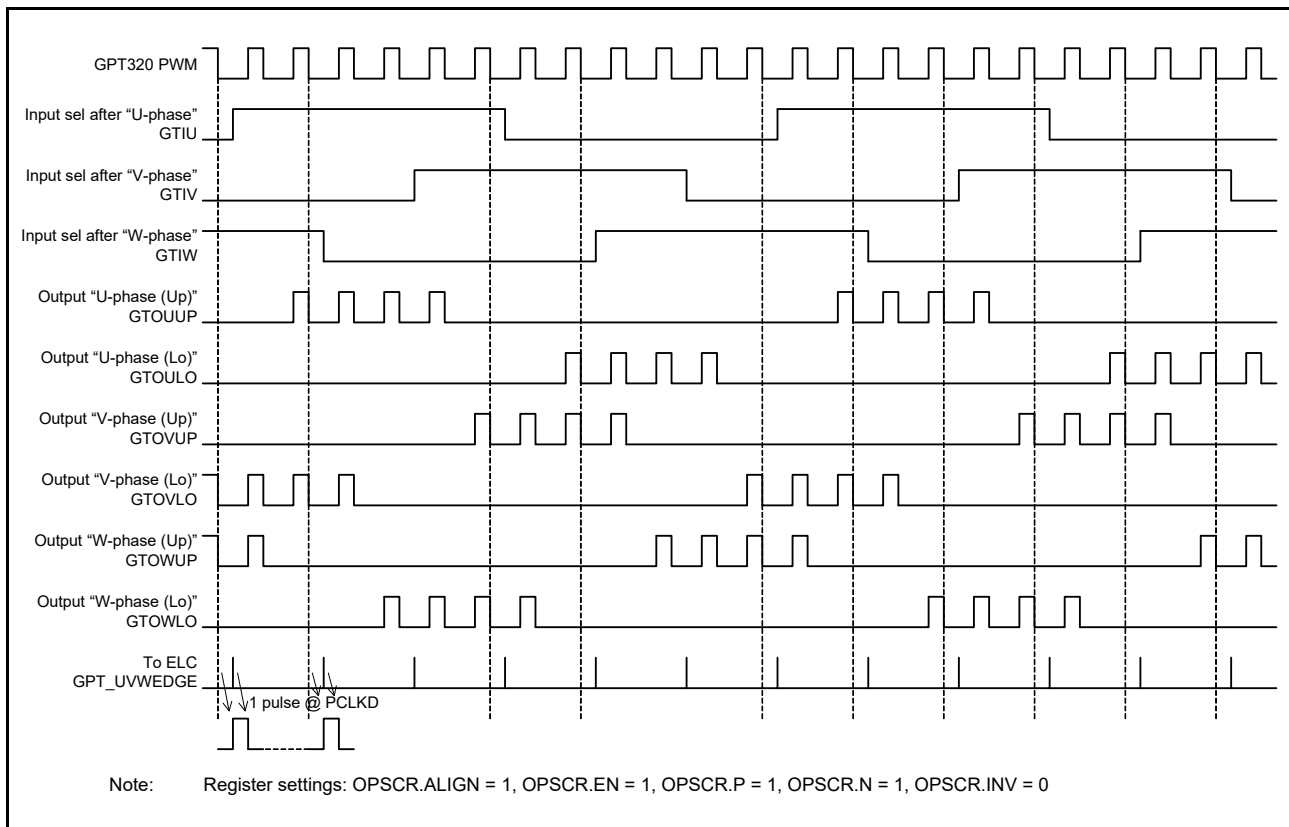 GPT320 PWM
Input sel after “U-phase”
GTIU
Input sel after “V-phase”
GTIV
Input sel after “W-phase”
GTIW
Output “U-phase (Up)”
GTOUUP
Output “U-phase (Lo)”
GTOULO
Output “V-phase (Up)”
GTOVUP
Output “V-phase (Lo)”
GTOVLO
Output “W-phase (Up)”
GTOWUP
Output “W-phase (Lo)”
GTOWLO
To ELC
GPT_UVWEDGE
1 pulse @ PCLKD
Note: Register settings: OPSCR.ALIGN = 1, OPSCR.EN = 1, OPSCR.P = 1, OPSCR.N = 1, OPSCR.INV = 0